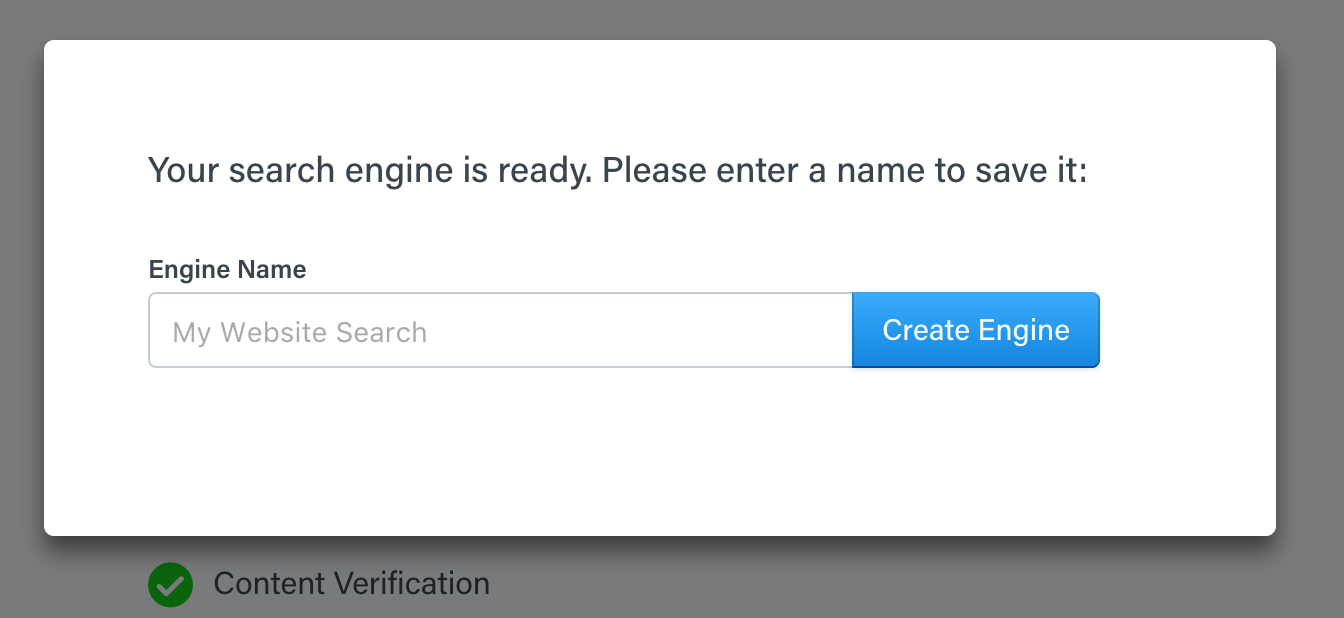 Your search engine is ready. Please enter a name to save it:
Engine Name
My Website Search
Create Engine
Content Verification